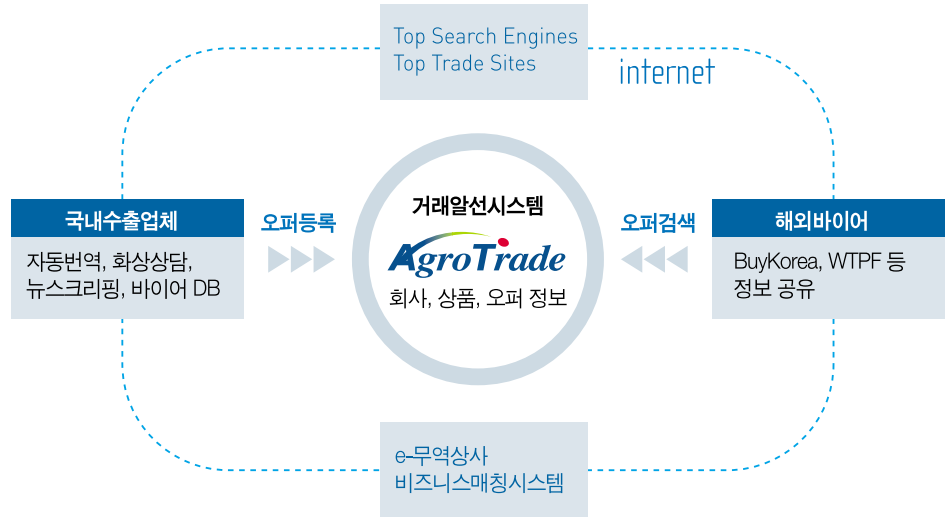 Top Search Engines
Top Trade Sites
internet
국내수출업체
자동번역, 화상상담,
뉴스크리핑, 바이어 DB
오퍼등록
거래알선시스템
AgroTrade
회사, 상품, 오퍼 정보
오퍼검색
해외바이어
BuyKorea, WTPF 등
정보 공유
e-무역상사
비즈니스매칭시스템